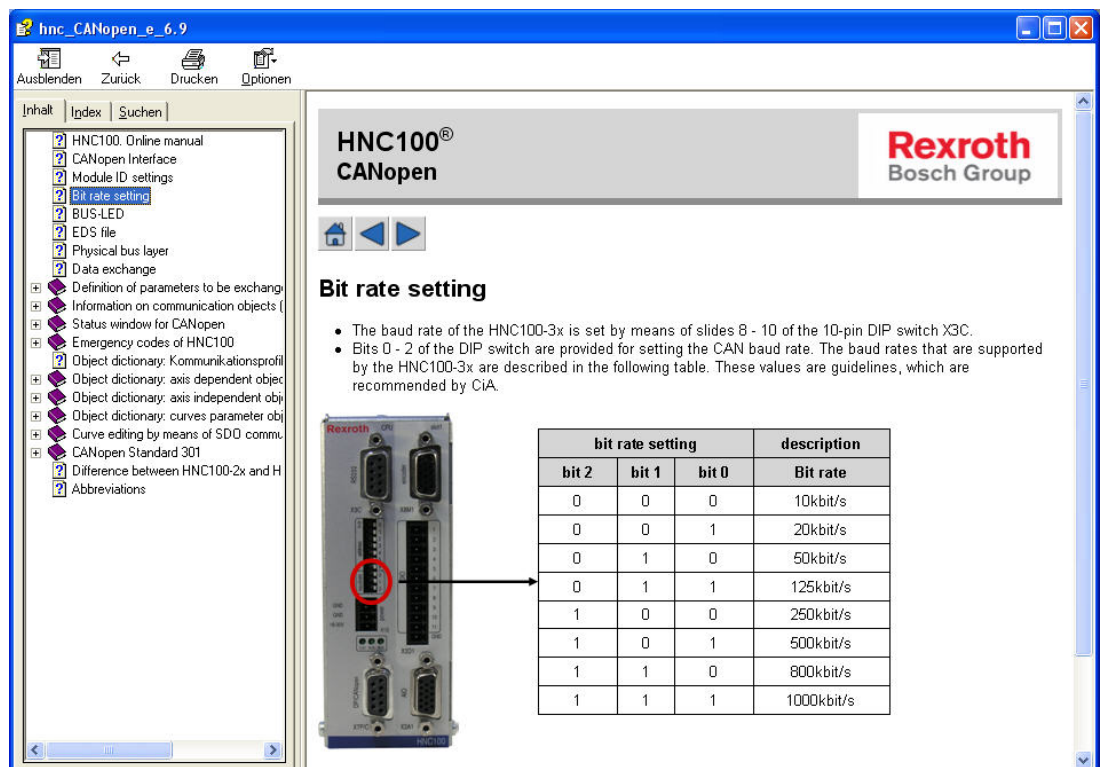 hnc_CANopen_e_6.9
Ausblenden Zurück Drucken Optionen
Inhalt Index Suchen
HNC100. Online manual
CANopen Interface
Module ID settings
Bit rate setting
BUS-LED
EDS file
Physical bus layer
Data exchange
Definition of parameters to be exchang
Information on communication objects (
Status window for CANopen
Emergency codes of HNC100
Object dictionary: Kommunikationsprofil
Object dictionary: axis dependent objec
Object dictionary: axis independent obj
Object dictionary: curves parameter obj
Curve editing by means of SDO commu
CANopen Standard 301
Difference between HNC100-2x and H
Abbreviations
HNC100®
CANopen
Rexroth
Bosch Group
Bit rate setting
• The baud rate of the HNC100-3x is set by means of slides 8 - 10 of the 10-pin DIP switch X3C.
• Bits 0 - 2 of the DIP switch are provided for setting the CAN baud rate. The baud rates that are supported
by the HNC100-3x are described in the following table. These values are guidelines, which are
recommended by CiA.
Rexroth CPU
RS232
X3C
GND
GND
HNC100
bit rate setting description
bit 2 bit 1 bit 0 Bit rate
0 0 0 10kbit/s
0 0 1 20kbit/s
0 1 0 50kbit/s
0 1 1 125kbit/s
1 0 0 250kbit/s
1 0 1 500kbit/s
1 1 0 800kbit/s
1 1 1 1000kbit/s